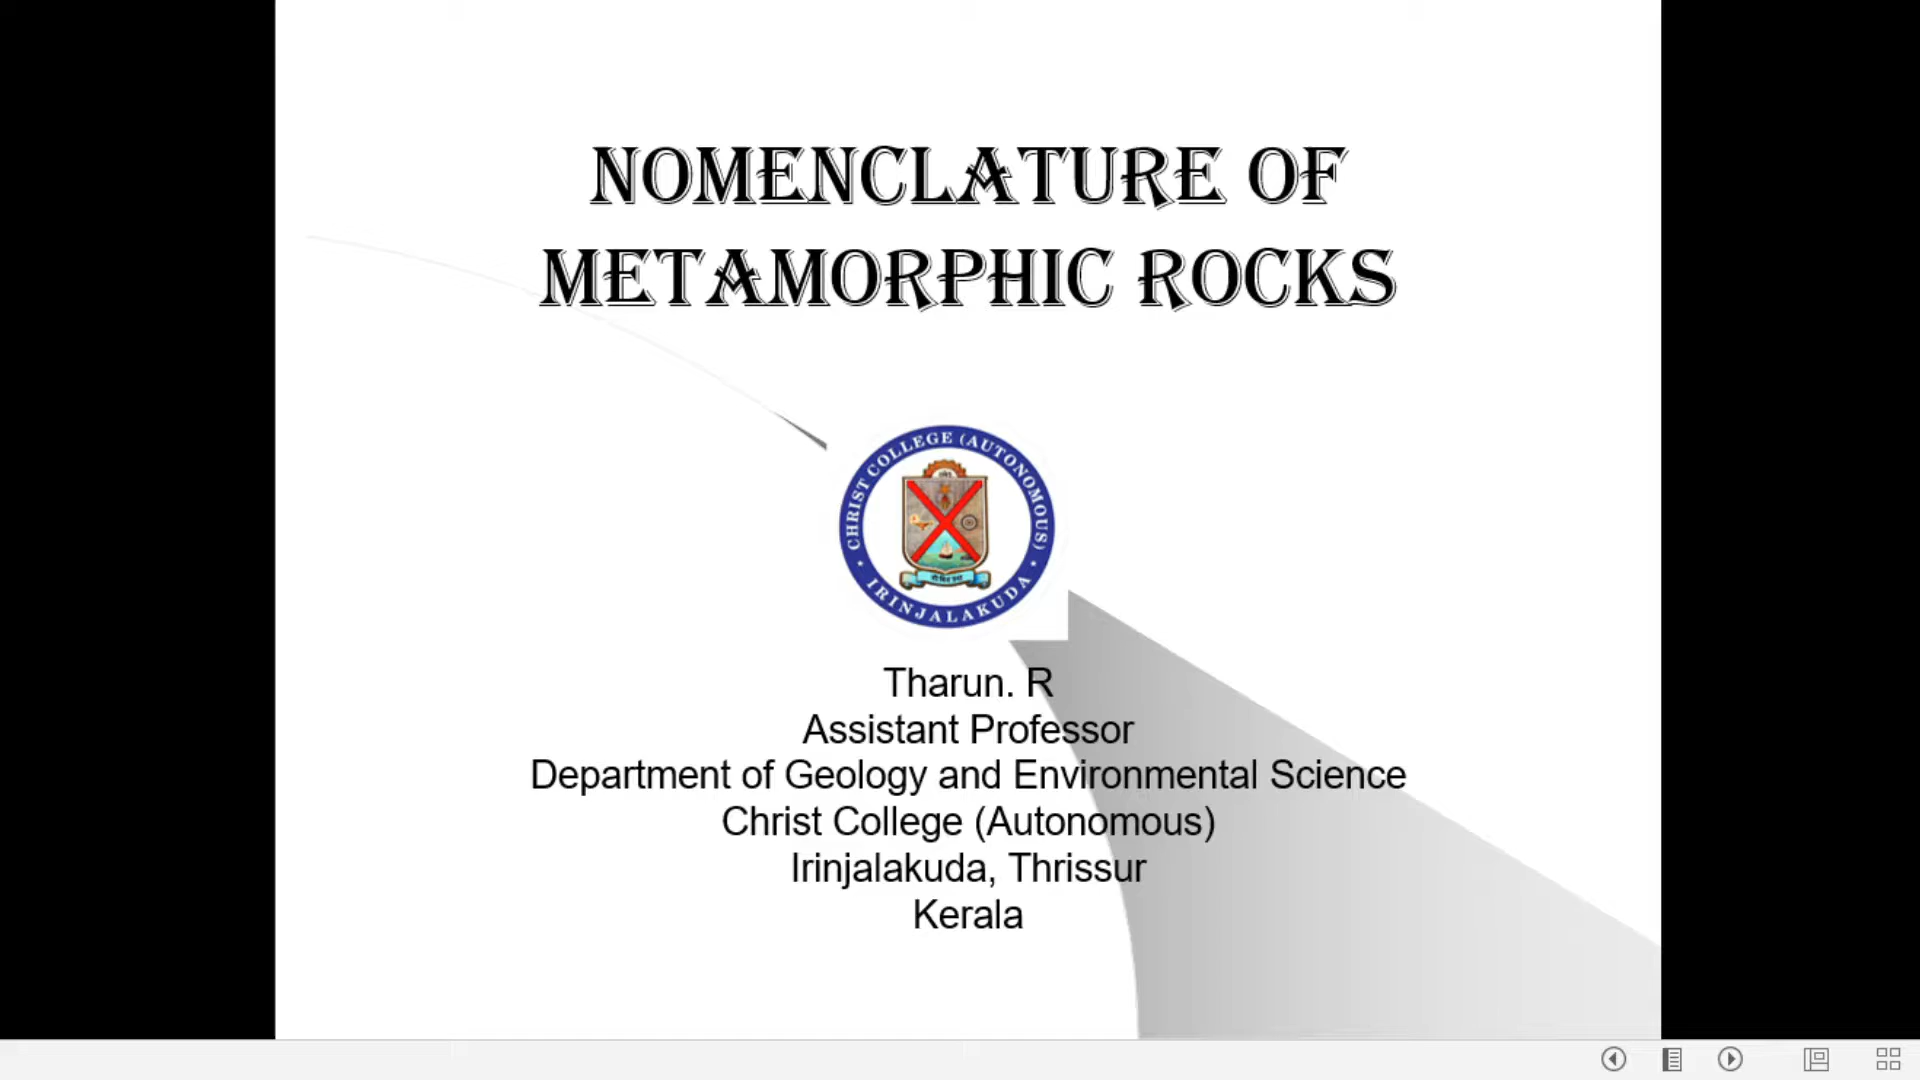 NOMENCLATURE OF
METAMORPHIC ROCKS
CHRIST COLLEGE (AUTONOMOUS)
• IRINJALAKUDA •
Tharun. R
Assistant Professor
Department of Geology and Environmental Science
Christ College (Autonomous)
Irinjalakuda, Thrissur
Kerala